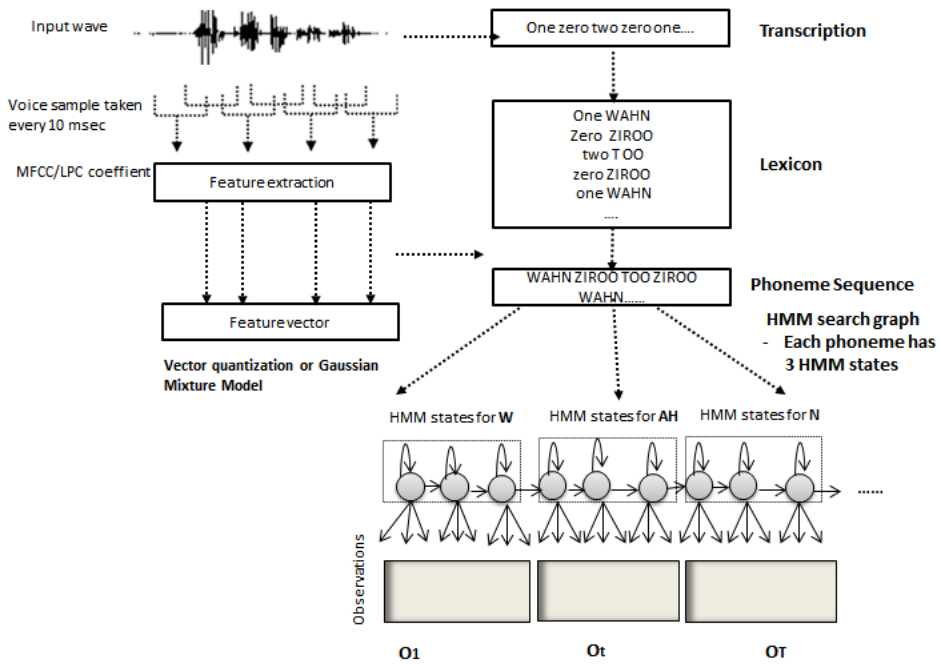 Input wave
One zero two zero one....
Transcription
Voice sample taken
every 10 msec
MFCC/LPC coeffient
Feature extraction
One WAHN
Zero ZIROO
two T OO
zero ZIROO
one WAHN
....
Lexicon
WAHN ZIROO TOO ZIROO
WAHN......
Phoneme Sequence
Feature vector
HMM search graph
- Each phoneme has
3 HMM states
Vector quantization or Gaussian
Mixture Model
HMM states for W
HMM states for AH
HMM states for N
......
Observations
O1
Ot
OT